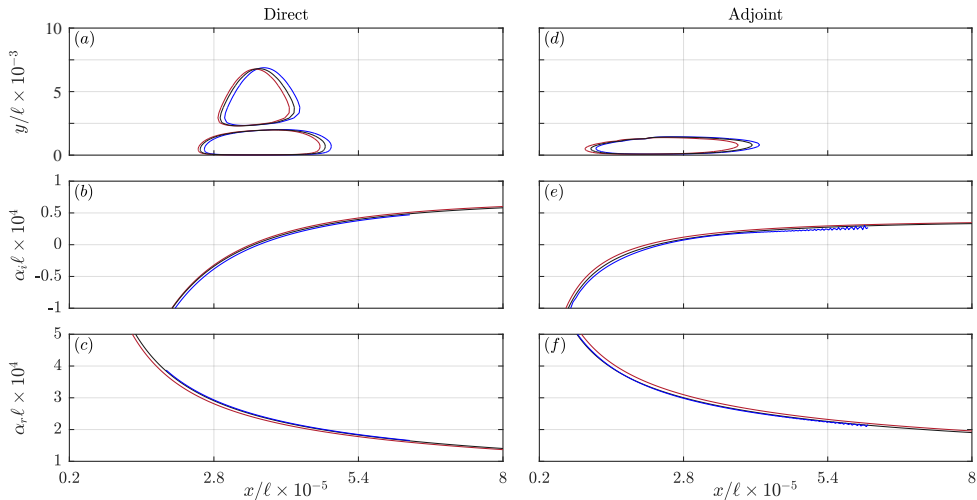 Direct
Adjoint
(a)
(d)
10
5
0
y/ℓ × 10⁻³
(b)
(e)
1
0.5
0
-0.5
-1
αᵢℓ × 10⁴
(c)
(f)
5
4
3
2
1
αᵣℓ × 10⁴
0.2
2.8
5.4
8
0.2
2.8
5.4
8
x/ℓ × 10⁻⁵
x/ℓ × 10⁻⁵